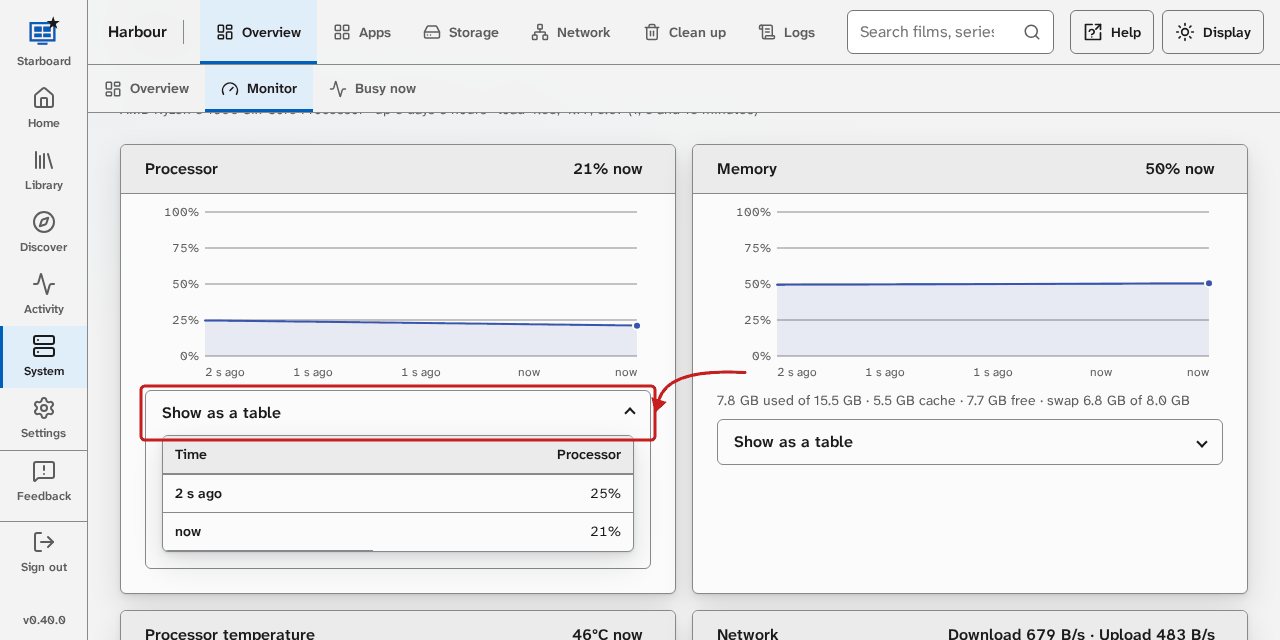 Starboard
Home
Library
Discover
Activity
System
Settings
Feedback
Sign out
v0.40.0
Harbour
Overview
Apps
Storage
Network
Clean up
Logs
Search films, series
Help
Display
Overview
Monitor
Busy now
Processor
21% now
100%
75%
50%
25%
0%
2 s ago
1 s ago
1 s ago
now
now
Show as a table
Time
Processor
2 s ago
25%
now
21%
Memory
50% now
100%
75%
50%
25%
0%
2 s ago
1 s ago
1 s ago
now
now
7.8 GB used of 15.5 GB · 5.5 GB cache · 7.7 GB free · swap 6.8 of 8.0 GB
Show as a table
Processor temperature
46°C now
Network
Download 679 B/s · Upload 483 B/s